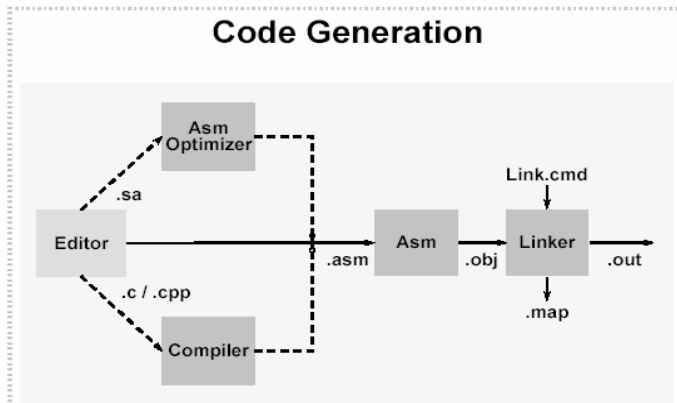 Code Generation
Asm
Optimizer
Link.cmd
.sa
Editor
Asm
Linker
.asm
.obj
.out
.c / .cpp
.map
Compiler